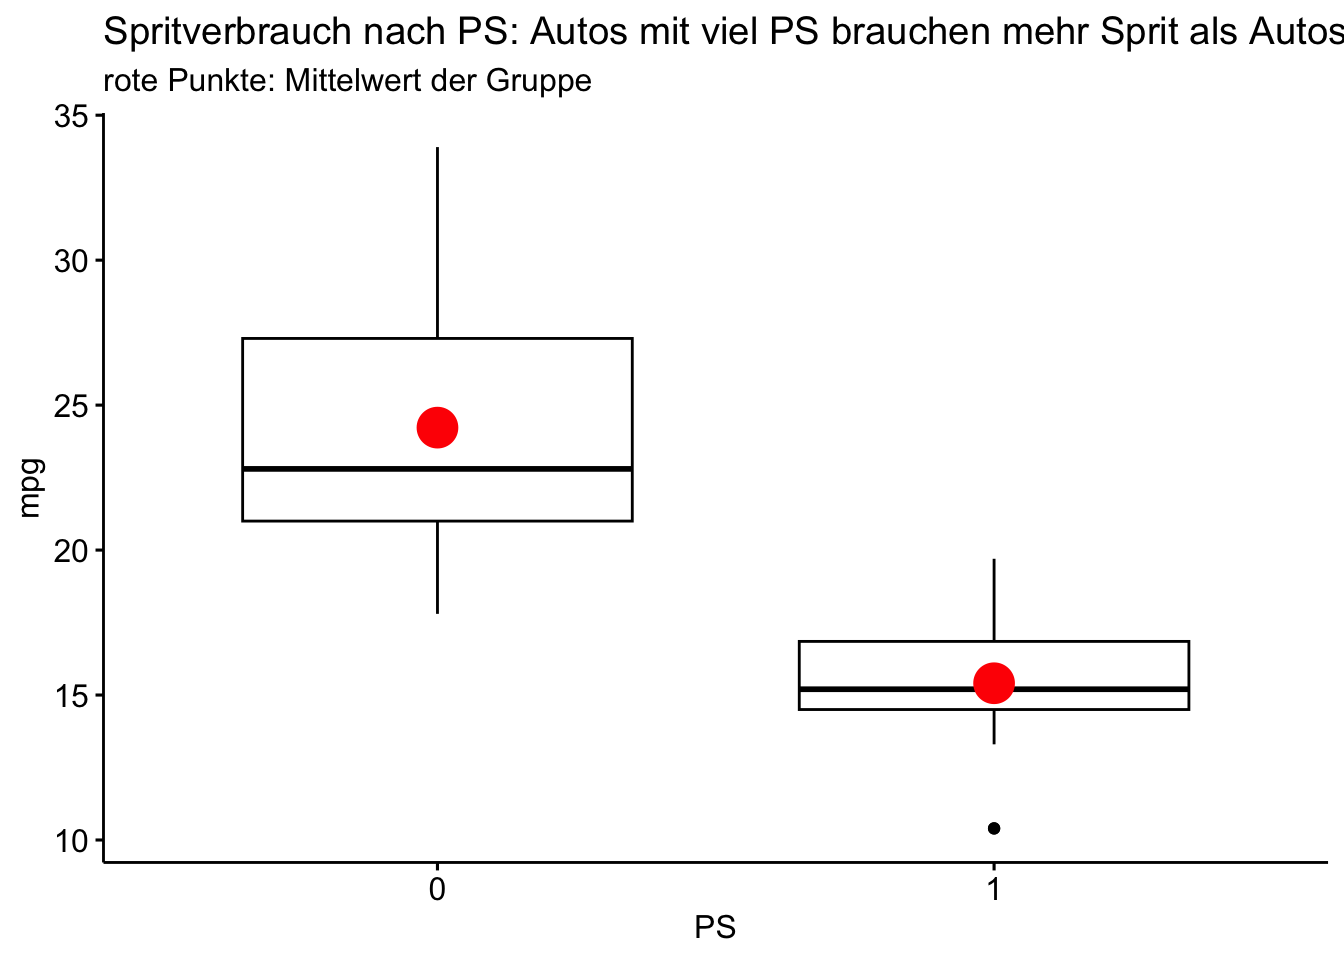 Spritverbrauch nach PS: Autos mit viel PS brauchen mehr Sprit als Autos
rote Punkte: Mittelwert der Gruppe
35
30
25
20
15
10
mpg
0 1
PS